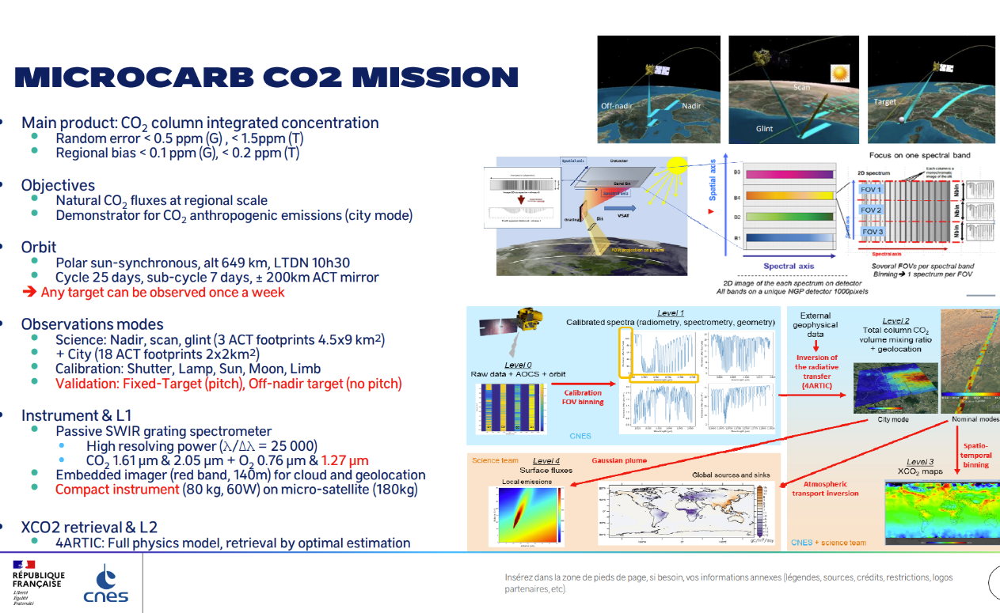 MICROCARB CO2 MISSION
Main product: CO2 column integrated concentration
Random error < 0.5 ppm (G) , < 1.5ppm (T)
Regional bias < 0.1 ppm (G), < 0.2 ppm (T)
Objectives
Natural CO2 fluxes at regional scale
Demonstrator for CO2 anthropogenic emissions (city mode)
Orbit
Polar sun-synchronous, alt 649 km, LTDN 10h30
Cycle 25 days, sub-cycle 7 days, ± 200km ACT mirror
➔ Any target can be observed once a week
Observations modes
Science: Nadir, scan, glint (3 ACT footprints 4.5x9 km²)
+ City (18 ACT footprints 2x2km²)
Calibration: Shutter, Lamp, Sun, Moon, Limb
Validation: Fixed-Target (pitch), Off-nadir target (no pitch)
Instrument & L1
Passive SWIR grating spectrometer
High resolving power (λ/Δλ = 25 000)
CO2 1.61 µm & 2.05 µm + O2 0.76 µm & 1.27 µm
Embedded imager (red band, 140m) for cloud and geolocation
Compact instrument (80 kg, 60W) on micro-satellite (180kg)
XCO2 retrieval & L2
4ARTIC: Full physics model, retrieval by optimal estimation
Off-nadir
Nadir
Scan
Glint
Target
Spatial axis
Detector
Band Bn
Spectral axis
Grating
Slit
VSAT
FOVs projection on ground
Spatial axis
B3
B4
B2
B1
Spectral axis
2D image of the each spectrum on detector
All bands on a unique NGP detector 1000pixels
Focus on one spectral band
2D spectrum
Each column is a
monochromatic
image of the slit
FOV 1
FOV 2
FOV 3
Nbin
Nbin
Nbin
Spectral axis
Several FOVs per spectral band
Binning➔ 1 spectrum per FOV
Level 0
Raw data + AOCS + orbit
Calibration
FOV binning
Level 1
Calibrated spectra (radiometry, spectrometry, geometry)
CNES
External
geophysical
data
Inversion of
the radiative
transfer
(4ARTIC)
Level 2
Total column CO2
volume mixing ratio
+ geolocation
City mode
Nominal modes
Spatio-
temporal
binning
Level 3
XCO2 maps
Atmospheric
transport inversion
CNES + science team
Science team
Level 4
Surface fluxes
Gaussian plume
Local emissions
Global sources and sinks
gC/m²/day
RÉPUBLIQUE
FRANÇAISE
Liberté
Égalité
Fraternité
cnes
Insérez dans la zone de pieds de page, si besoin, vos informations annexes (légendes, sources, crédits, restrictions, logos
partenaires, etc).